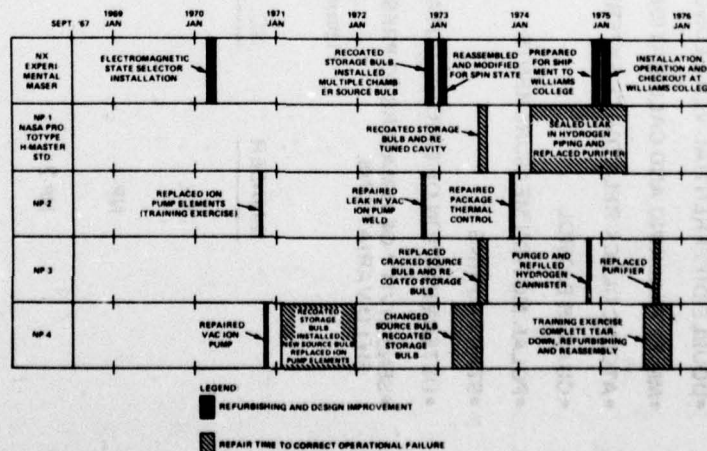 SEPT. '67
1969
JAN
1970
JAN
1971
JAN
1972
JAN
1973
JAN
1974
JAN
1975
JAN
1976
JAN
NX
EXPERI
MENTAL
MASER
ELECTROMAGNETIC
STATE SELECTOR
INSTALLATION
RECOATED
STORAGE BULB
INSTALLED
MULTIPLE CHAMB
ER SOURCE BULB
REASSEMBLED
AND MODIFIED
FOR SPIN STATE
PREPARED
FOR SHIP
MENT TO
WILLIAMS
COLLEGE
INSTALLATION
OPERATION AND
CHECKOUT AT
WILLIAMS COLLEGE
NP 1
NASA PRO
TOTYPE
H-MASTER
STD.
RECOATED STORAGE
BULB AND RE
TUNED CAVITY
SEALED LEAK
IN HYDROGEN
PIPING AND
REPLACED PURIFIER
NP 2
REPLACED ION
PUMP ELEMENTS
(TRAINING EXERCISE)
REPAIRED
LEAK IN VAC
ION PUMP
WELD
REPAIRED
PACKAGE
THERMAL
CONTROL
NP 3
REPLACED
CRACKED SOURCE
BULB AND RE-
COATED STORAGE
BULB
PURGED AND
REFILLED
HYDROGEN
CANNISTER
REPLACED
PURIFIER
NP 4
REPAIRED
VAC ION
PUMP
RECOATED
STORAGE
BULB
INSTALLED
NEW SOURCE BULB
REPLACED ION
PUMP ELEMENTS
CHANGED
SOURCE BULB
RECOATED
STORAGE
BULB
TRAINING EXERCISE
COMPLETE TEAR
DOWN, REFURBISHING
AND REASSEMBLY
LEGEND
REFURBISHING AND DESIGN IMPROVEMENT
REPAIR TIME TO CORRECT OPERATIONAL FAILURE